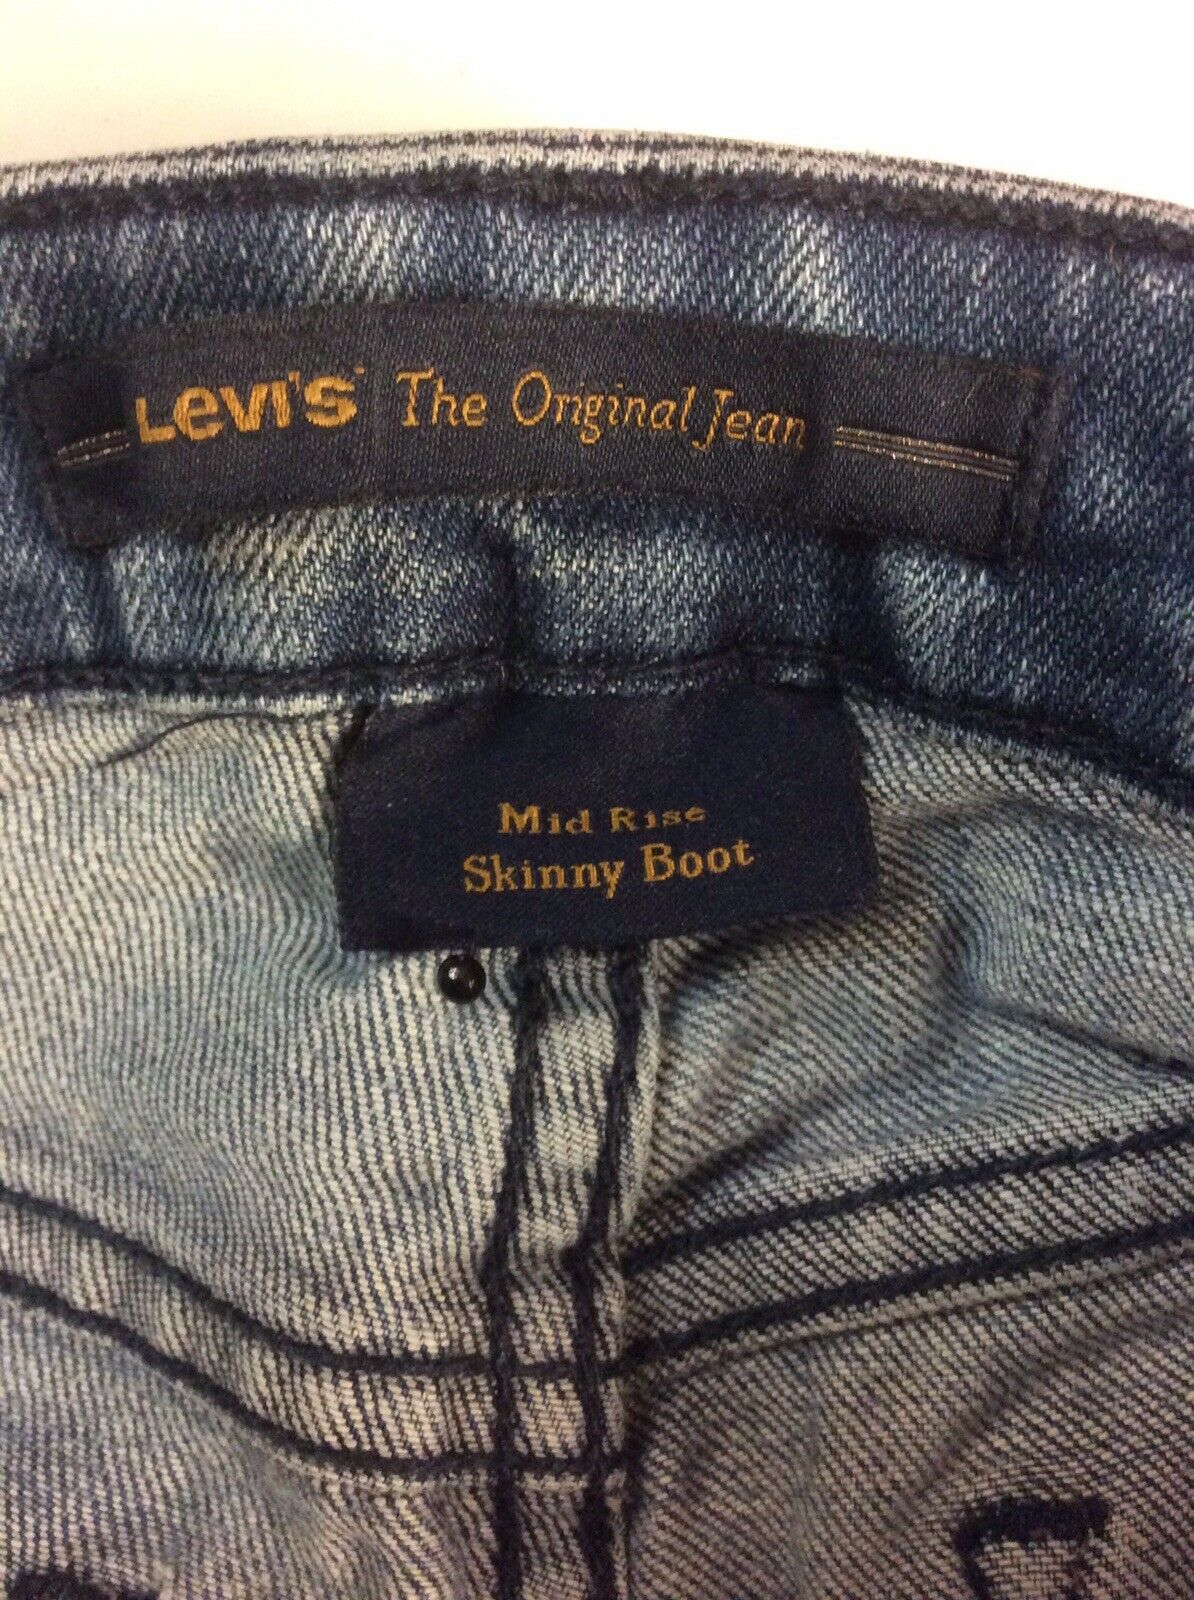 Levi's The Original Jean
Mid Rise
Skinny Boot